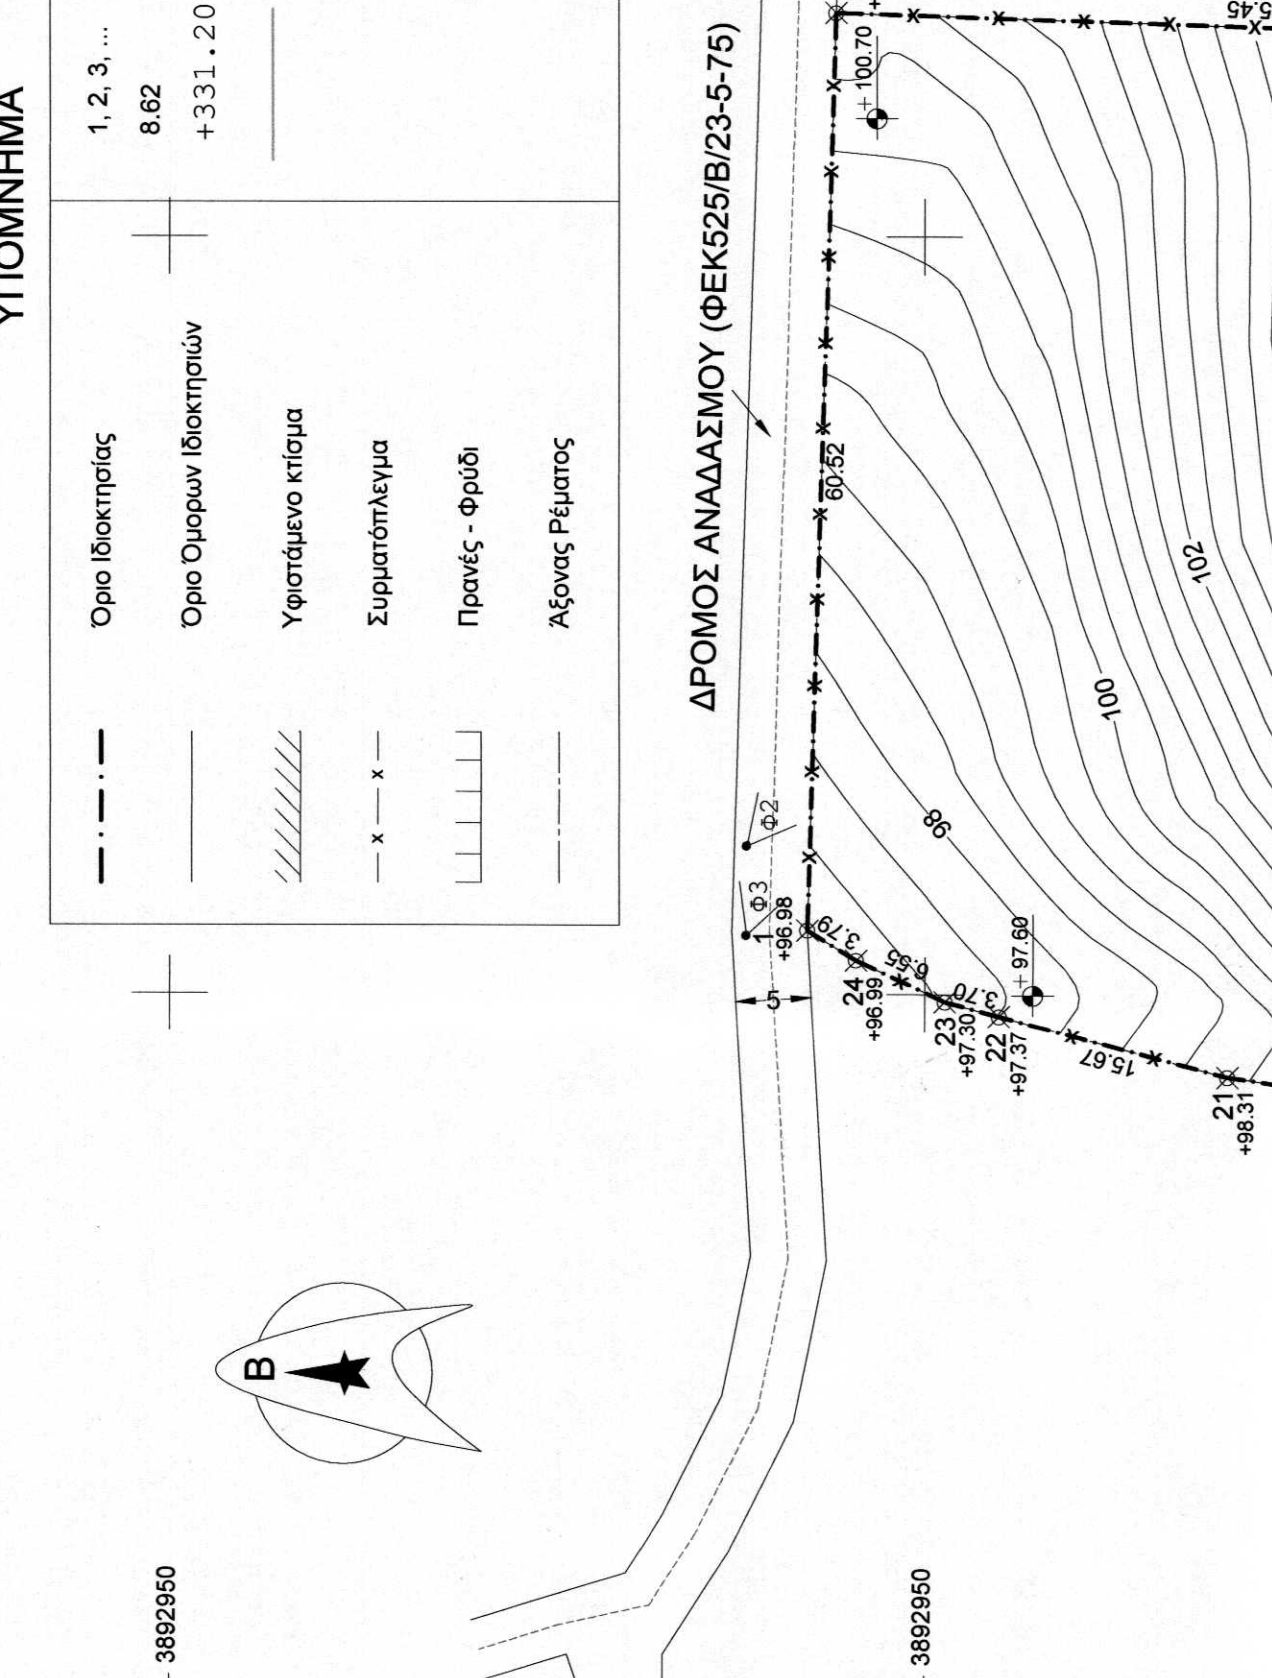 ΥΠΟΜΝΗΜΑ
Όριο Ιδιοκτησίας
1, 2, 3, ...
Όριο Όμορων Ιδιοκτησιών
8.62
+331.20
Υφιστάμενο κτίσμα
Συρματόπλεγμα
x x
Πρανές - Φρύδι
Άξονας Ρέματος
ΔΡΟΜΟΣ ΑΝΑΔΑΣΜΟΥ (ΦΕΚ525/Β/23-5-75)
Β
3892950
3892950
Φ3
Φ2
1
+96.98
5
60.52
+ 100.70
5.45
3.79
24
+96.99
6.55
23
+97.30
3.70
22
+97.37
+ 97.60
15.67
21
+98.31
98
100
102